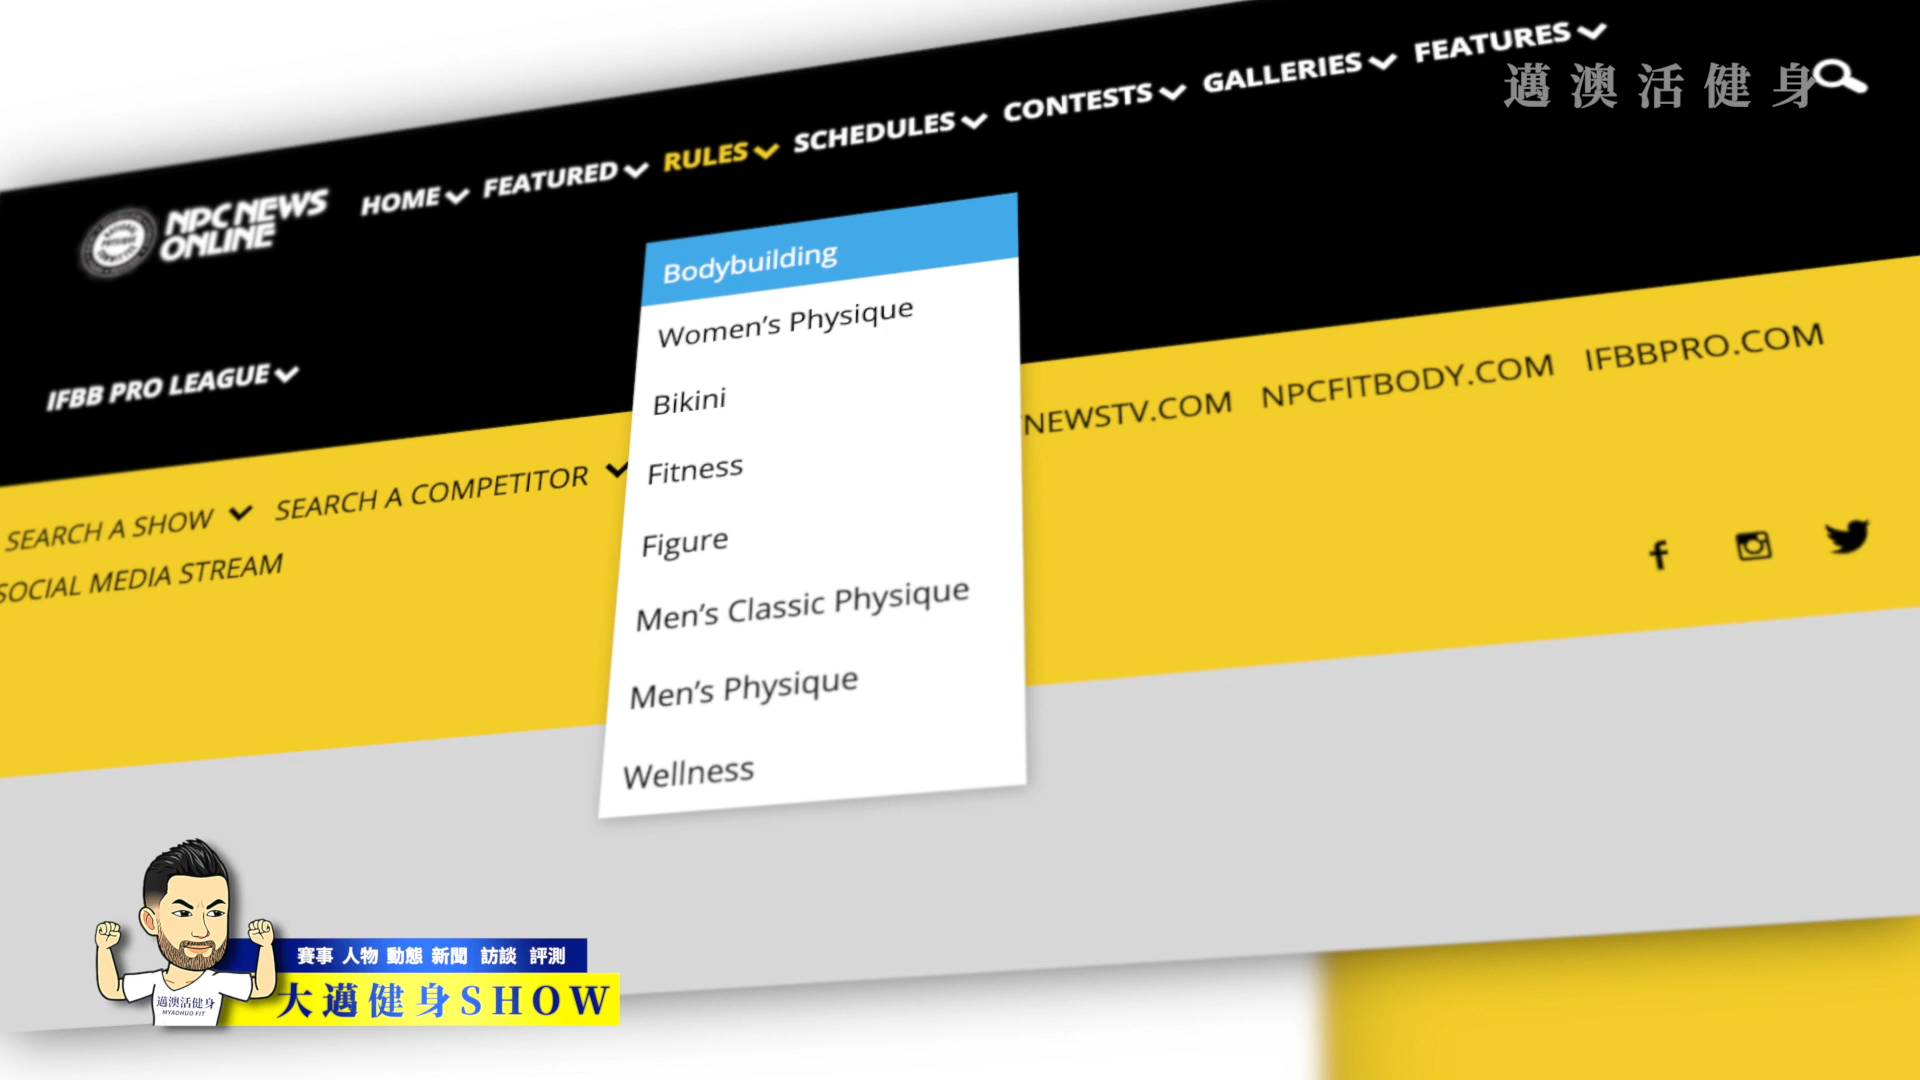 邁澳活健身
NPC NEWS
ONLINE
HOME FEATURED RULES SCHEDULES CONTESTS GALLERIES FEATURES
IFBB PRO LEAGUE
Bodybuilding
Women’s Physique
Bikini
Fitness
Figure
Men’s Classic Physique
Men’s Physique
Wellness
SEARCH A SHOW SEARCH A COMPETITOR NEWSTV.COM NPCFITBODY.COM IFBBPRO.COM
SOCIAL MEDIA STREAM
賽事 人物 動態 新聞 訪談 評測
大邁健身SHOW
邁澳活健身
MYAOHUO FIT